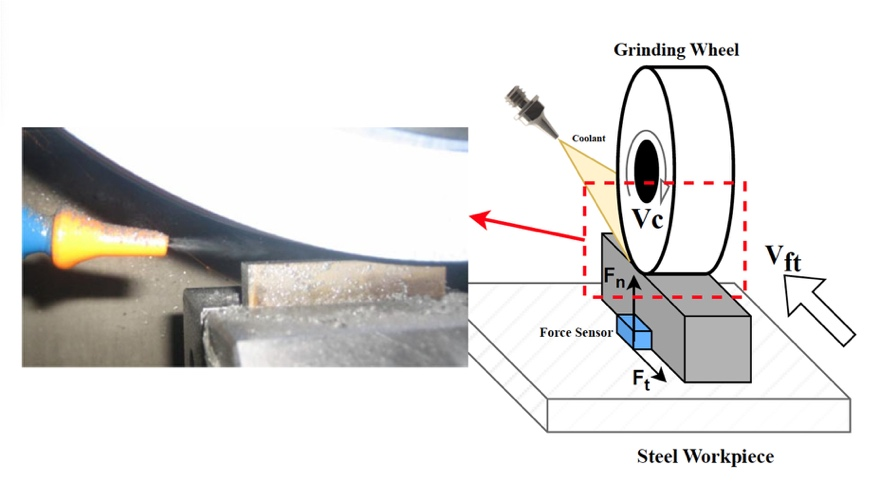 Grinding Wheel
Coolant
Vc
Vft
Fn
Force Sensor
Ft
Steel Workpiece